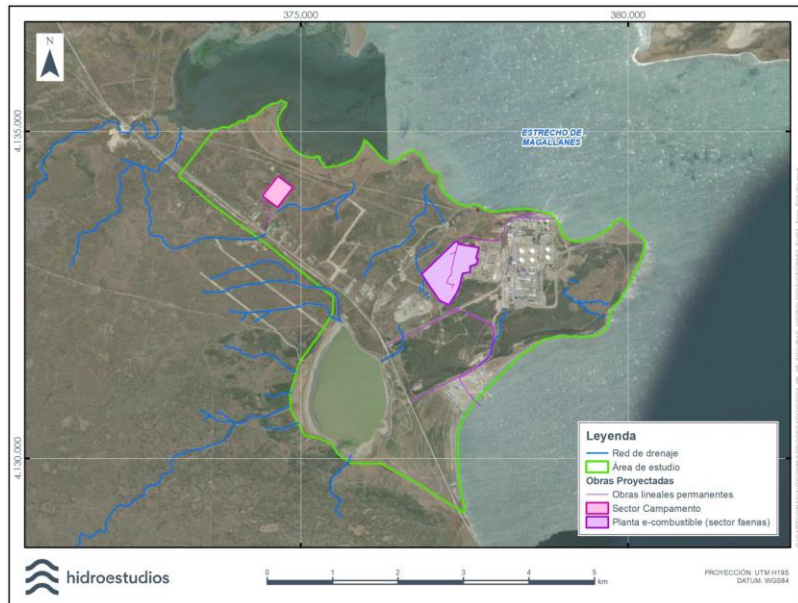 375.000
380.000
N
4.135.000
ESTRECHO DE
MAGALLANES
4.130.000
Leyenda
Red de drenaje
Área de estudio
Obras Proyectadas
Obras lineales permanentes
Sector Campamento
Planta e-combustible (sector faenas)
hidroestudios
0 1 2 3 4 5
km
PROYECCIÓN: UTM H19S
DATUM: WGS84